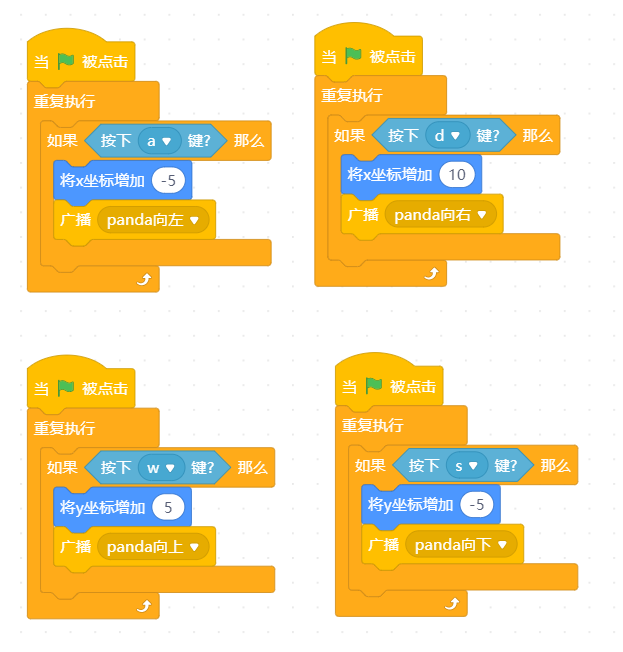 当 被点击
重复执行
如果 按下 a 键? 那么
将x坐标增加 -5
广播 panda向左
当 被点击
重复执行
如果 按下 d 键? 那么
将x坐标增加 10
广播 panda向右
当 被点击
重复执行
如果 按下 w 键? 那么
将y坐标增加 5
广播 panda向上
当 被点击
重复执行
如果 按下 s 键? 那么
将y坐标增加 -5
广播 panda向下